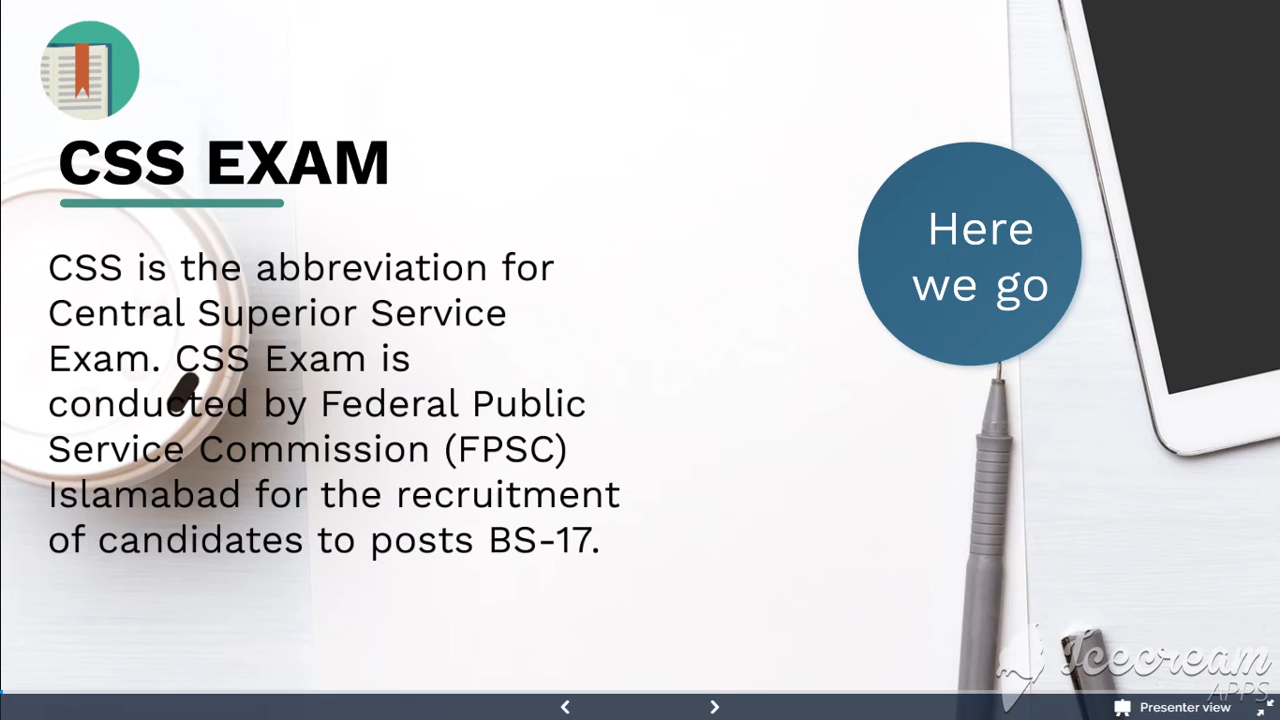 CSS EXAM
CSS is the abbreviation for
Central Superior Service
Exam. CSS Exam is
conducted by Federal Public
Service Commission (FPSC)
Islamabad for the recruitment
of candidates to posts BS-17.
Here
we go
Icecream
APPS
Presenter view